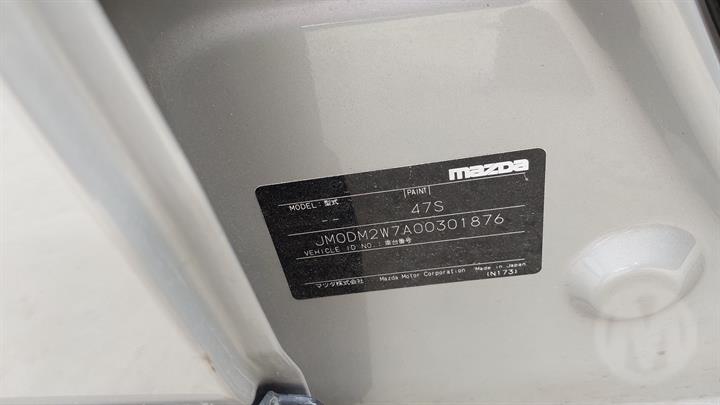 mazda
MODEL: 型式
PAINT
-- 47S
JM0DM2W7A00301876
VEHICLE ID NO.: 車台番号
マツダ株式会社 Mazda Motor Corporation Made in Japan
(N173)
M